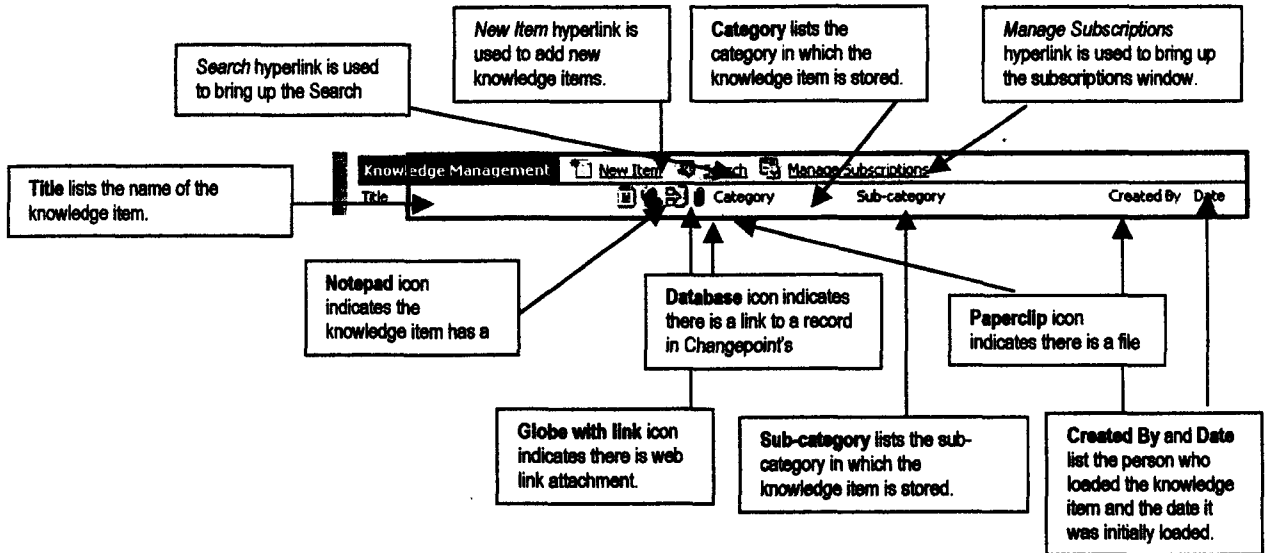 New Item hyperlink is
used to add new
knowledge items.
Category lists the
category in which the
knowledge item is stored.
Manage Subscriptions
hyperlink is used to bring up
the subscriptions window.
Search hyperlink is used
to bring up the Search
Title lists the name of the
knowledge item.
Knowledge Management New Item Search Manage Subscriptions
Title Category Sub-category Created By Date
Notepad icon
indicates the
knowledge item has a
Database icon indicates
there is a link to a record
in Changepoint's
Paperclip icon
indicates there is a file
Globe with link icon
indicates there is web
link attachment.
Sub-category lists the sub-
category in which the
knowledge item is stored.
Created By and Date
list the person who
loaded the knowledge
item and the date it
was initially loaded.